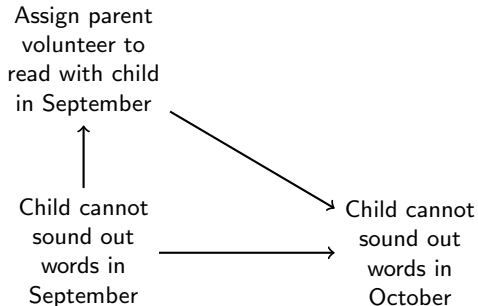 Assign parent
volunteer to
read with child
in September
Child cannot
sound out
words in
September
Child cannot
sound out
words in
October